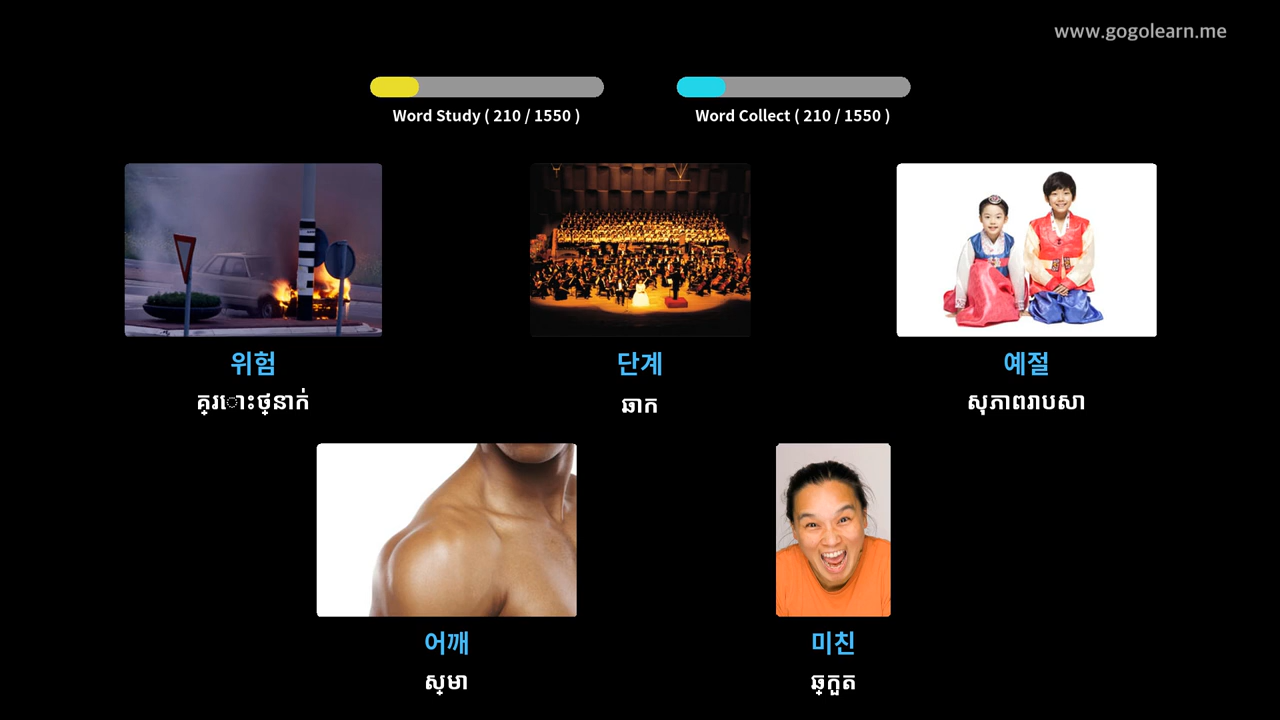 www.gogolearn.me
Word Study ( 210 / 1550 )
Word Collect ( 210 / 1550 )
위험
គ្រោះថ្នាក់
단계
ឆាក
예절
សុភាពរាបសា
어깨
ស្មា
미친
ឆ្កួត